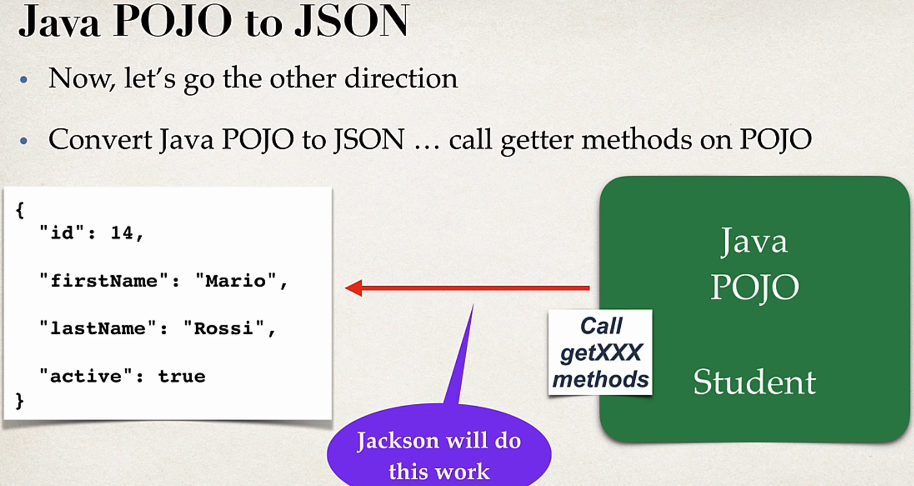 Java POJO to JSON
• Now, let's go the other direction
• Convert Java POJO to JSON … call getter methods on POJO
{
"id": 14,
"firstName": "Mario",
"lastName": "Rossi",
"active": true
}
Java
POJO
Call
getXXX
methods
Student
Jackson will do
this work